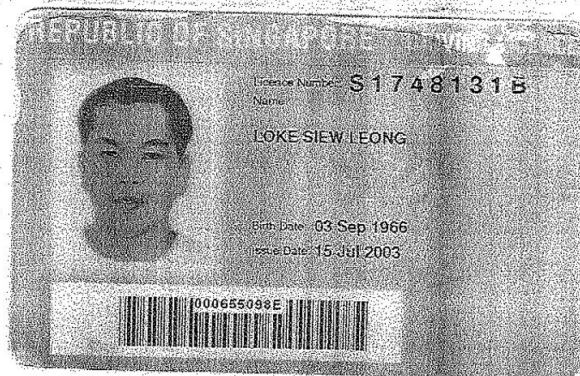 REPUBLIC OF SINGAPORE
Licence Number: S1748131B
Name:
LOKE SIEW LEONG
Birth Date: 03 Sep 1966
Issue Date: 15 Jul 2003
000655098E